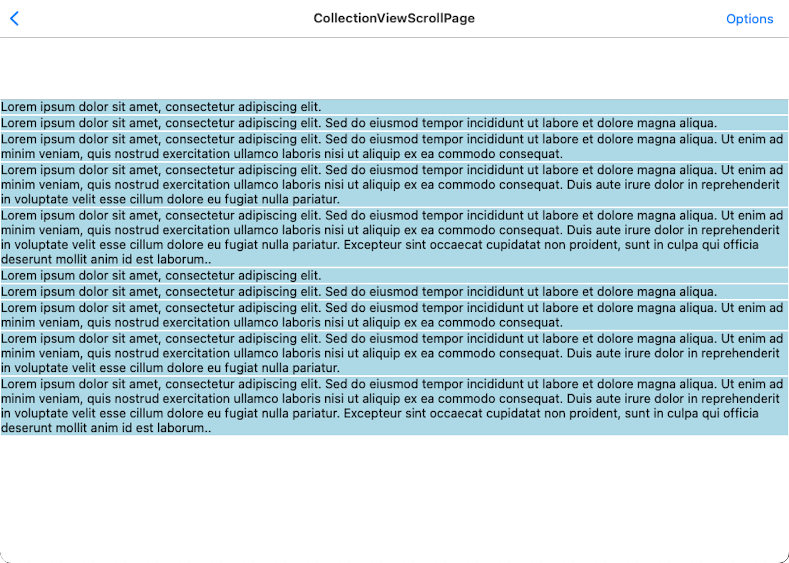 CollectionViewScrollPage
Options
Lorem ipsum dolor sit amet, consectetur adipiscing elit.
Lorem ipsum dolor sit amet, consectetur adipiscing elit. Sed do eiusmod tempor incididunt ut labore et dolore magna aliqua.
Lorem ipsum dolor sit amet, consectetur adipiscing elit. Sed do eiusmod tempor incididunt ut labore et dolore magna aliqua. Ut enim ad
minim veniam, quis nostrud exercitation ullamco laboris nisi ut aliquip ex ea commodo consequat.
Lorem ipsum dolor sit amet, consectetur adipiscing elit. Sed do eiusmod tempor incididunt ut labore et dolore magna aliqua. Ut enim ad
minim veniam, quis nostrud exercitation ullamco laboris nisi ut aliquip ex ea commodo consequat. Duis aute irure dolor in reprehenderit
in voluptate velit esse cillum dolore eu fugiat nulla pariatur.
Lorem ipsum dolor sit amet, consectetur adipiscing elit. Sed do eiusmod tempor incididunt ut labore et dolore magna aliqua. Ut enim ad
minim veniam, quis nostrud exercitation ullamco laboris nisi ut aliquip ex ea commodo consequat. Duis aute irure dolor in reprehenderit
in voluptate velit esse cillum dolore eu fugiat nulla pariatur. Excepteur sint occaecat cupidatat non proident, sunt in culpa qui officia
deserunt mollit anim id est laborum..
Lorem ipsum dolor sit amet, consectetur adipiscing elit.
Lorem ipsum dolor sit amet, consectetur adipiscing elit. Sed do eiusmod tempor incididunt ut labore et dolore magna aliqua.
Lorem ipsum dolor sit amet, consectetur adipiscing elit. Sed do eiusmod tempor incididunt ut labore et dolore magna aliqua. Ut enim ad
minim veniam, quis nostrud exercitation ullamco laboris nisi ut aliquip ex ea commodo consequat.
Lorem ipsum dolor sit amet, consectetur adipiscing elit. Sed do eiusmod tempor incididunt ut labore et dolore magna aliqua. Ut enim ad
minim veniam, quis nostrud exercitation ullamco laboris nisi ut aliquip ex ea commodo consequat. Duis aute irure dolor in reprehenderit
in voluptate velit esse cillum dolore eu fugiat nulla pariatur.
Lorem ipsum dolor sit amet, consectetur adipiscing elit. Sed do eiusmod tempor incididunt ut labore et dolore magna aliqua. Ut enim ad
minim veniam, quis nostrud exercitation ullamco laboris nisi ut aliquip ex ea commodo consequat. Duis aute irure dolor in reprehenderit
in voluptate velit esse cillum dolore eu fugiat nulla pariatur. Excepteur sint occaecat cupidatat non proident, sunt in culpa qui officia
deserunt mollit anim id est laborum..